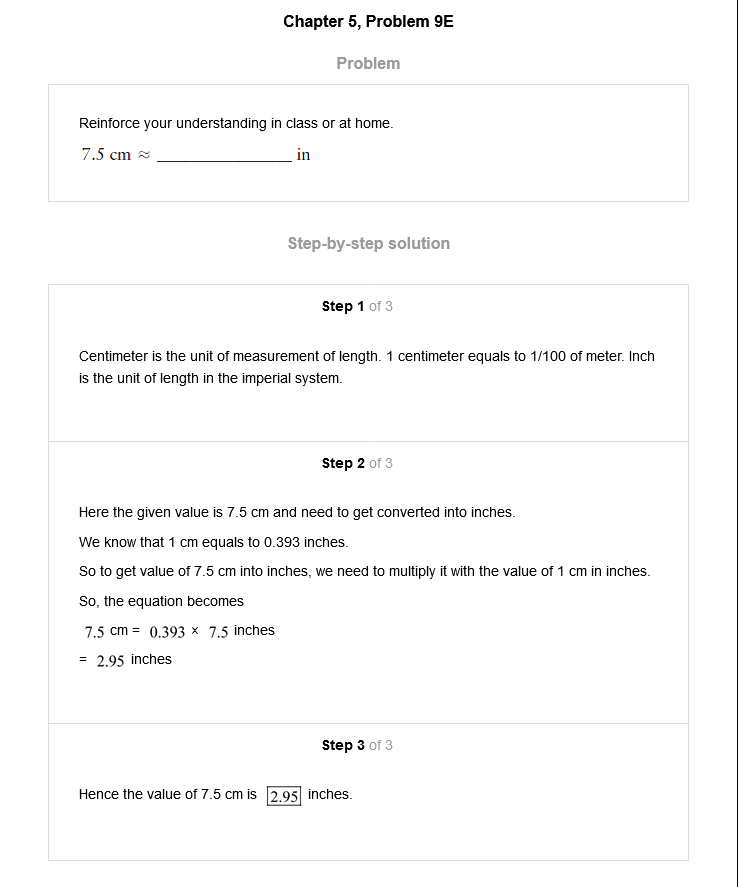 Chapter 5, Problem 9E
Problem
Reinforce your understanding in class or at home.
7.5 cm ≈ ________________ in
Step-by-step solution
Step 1 of 3
Centimeter is the unit of measurement of length. 1 centimeter equals to 1/100 of meter. Inch
is the unit of length in the imperial system.
Step 2 of 3
Here the given value is 7.5 cm and need to get converted into inches.
We know that 1 cm equals to 0.393 inches.
So to get value of 7.5 cm into inches, we need to multiply it with the value of 1 cm in inches.
So, the equation becomes
7.5 cm = 0.393 × 7.5 inches
= 2.95 inches
Step 3 of 3
Hence the value of 7.5 cm is 2.95 inches.